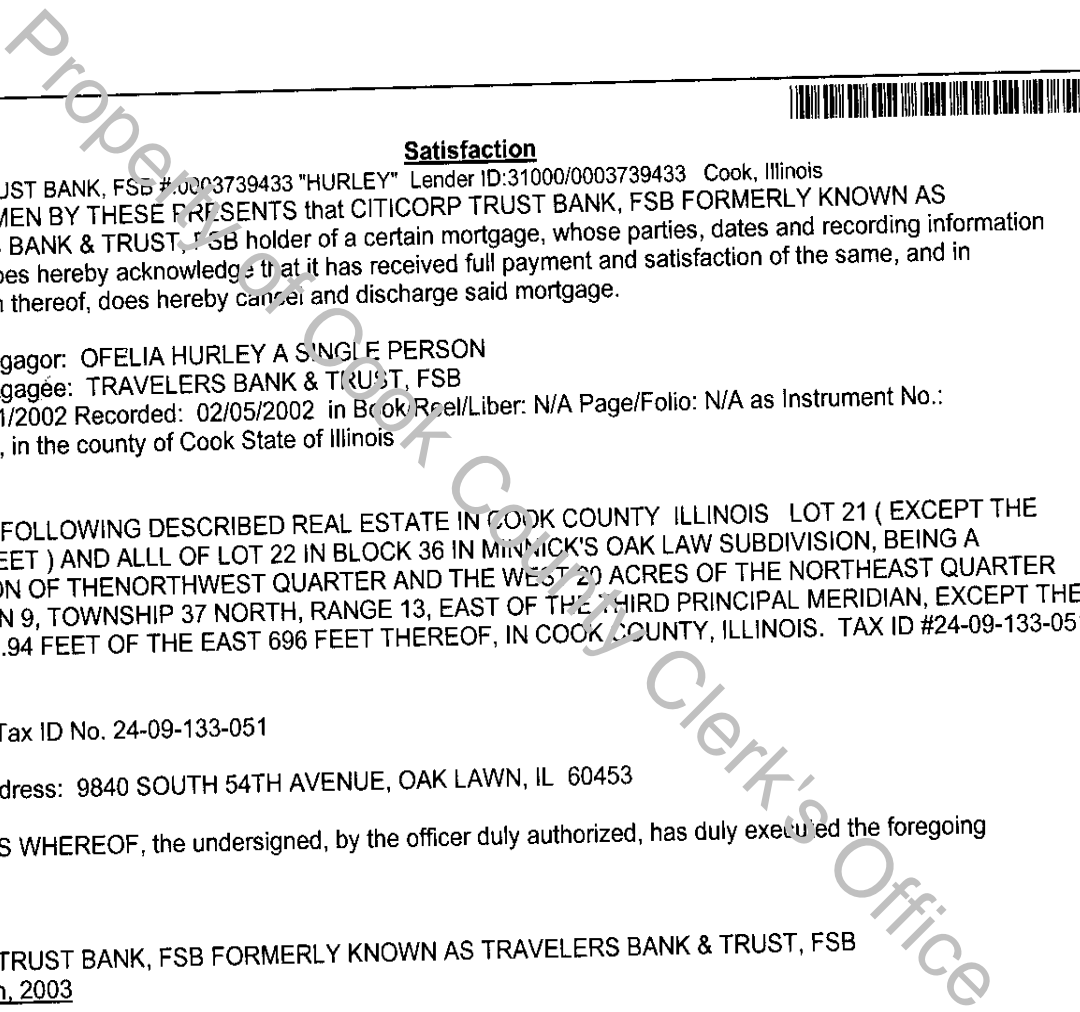 Satisfaction
UST BANK, FSB #:0003739433 "HURLEY" Lender ID:31000/0003739433 Cook, Illinois
MEN BY THESE PRESENTS that CITICORP TRUST BANK, FSB FORMERLY KNOWN AS
BANK & TRUST, FSB holder of a certain mortgage, whose parties, dates and recording information
oes hereby acknowledge that it has received full payment and satisfaction of the same, and in
n thereof, does hereby cancel and discharge said mortgage.
gagor: OFELIA HURLEY A SINGLE PERSON
gagee: TRAVELERS BANK & TRUST, FSB
1/2002 Recorded: 02/05/2002 in Book/Reel/Liber: N/A Page/Folio: N/A as Instrument No.:
, in the county of Cook State of Illinois
FOLLOWING DESCRIBED REAL ESTATE IN COOK COUNTY ILLINOIS LOT 21 ( EXCEPT THE
EET ) AND ALLL OF LOT 22 IN BLOCK 36 IN MINNICK'S OAK LAW SUBDIVISION, BEING A
ON OF THENORTHWEST QUARTER AND THE WEST 20 ACRES OF THE NORTHEAST QUARTER
N 9, TOWNSHIP 37 NORTH, RANGE 13, EAST OF THE THIRD PRINCIPAL MERIDIAN, EXCEPT THE
.94 FEET OF THE EAST 696 FEET THEREOF, IN COOK COUNTY, ILLINOIS. TAX ID #24-09-133-051
Tax ID No. 24-09-133-051
dress: 9840 SOUTH 54TH AVENUE, OAK LAWN, IL 60453
S WHEREOF, the undersigned, by the officer duly authorized, has duly executed the foregoing
TRUST BANK, FSB FORMERLY KNOWN AS TRAVELERS BANK & TRUST, FSB
h, 2003
Property of Cook County Clerk's Office